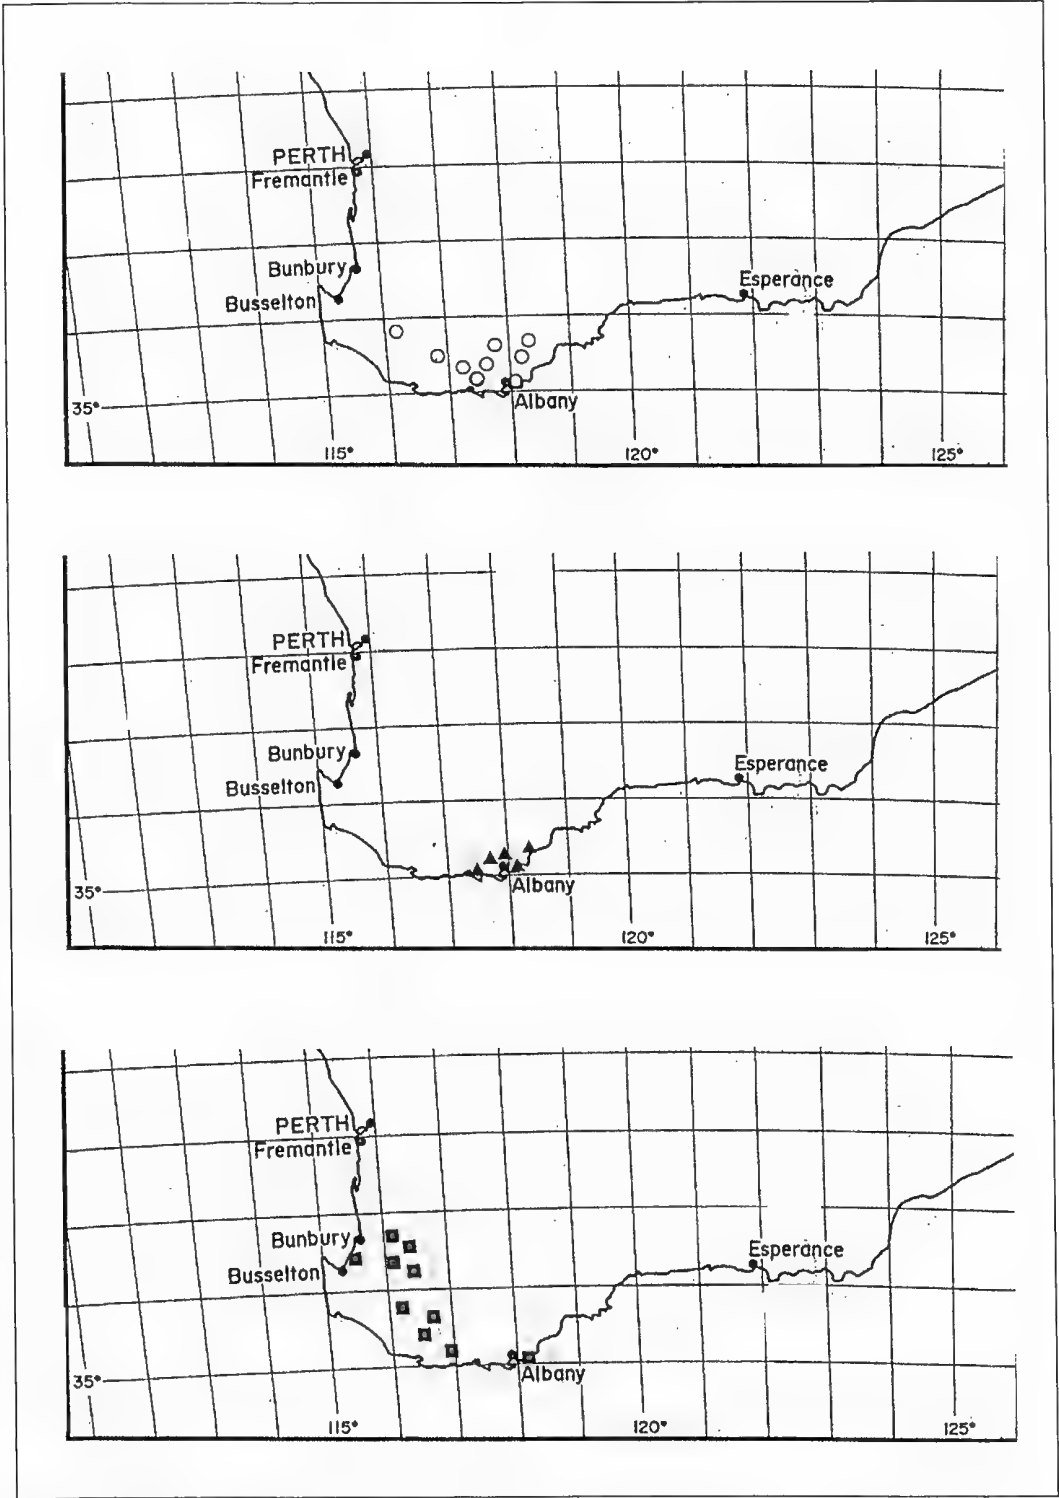 PERTH
Fremantle
Bunbury
Busselton
Esperance
Albany
35°
115° 120° 125°
PERTH
Fremantle
Bunbury
Busselton
Esperance
Albany
35°
115° 120° 125°
PERTH
Fremantle
Bunbury
Busselton
Esperance
Albany
35°
115° 120° 125°